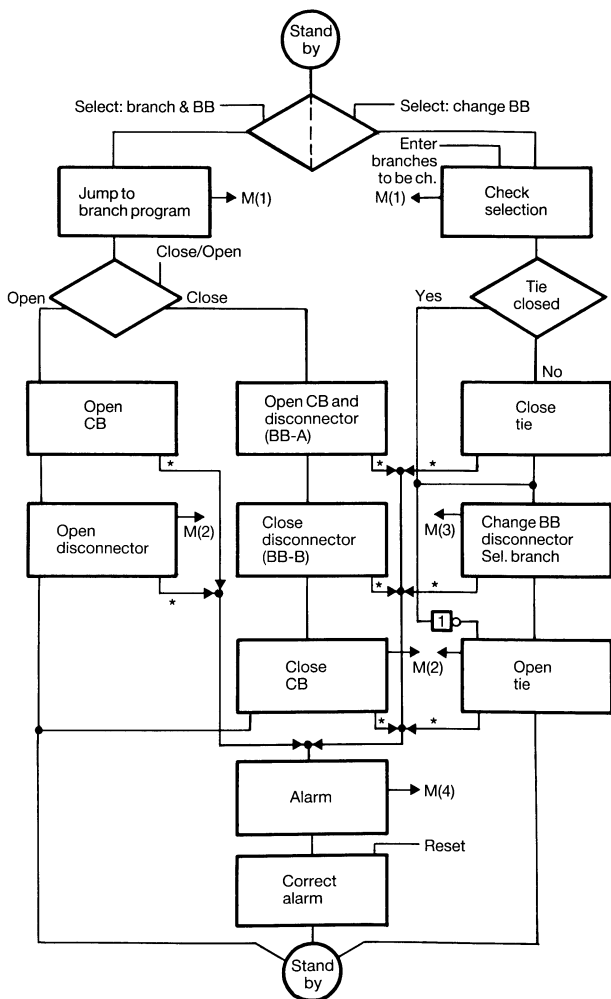 Stand
by
Select: branch & BB
Select: change BB
Enter
branches
to be ch.
Jump to
branch program
M(1)
M(1)
Check
selection
Close/Open
Open
Close
Yes
Tie
closed
No
Open
CB
Open CB and
disconnector
(BB-A)
Close
tie
*
*
*
Open
disconnector
M(2)
Close
disconnector
(BB-B)
M(3)
Change BB
disconnector
Sel. branch
*
*
*
1
Close
CB
M(2)
Open
tie
*
*
Alarm
M(4)
Reset
Correct
alarm
Stand
by